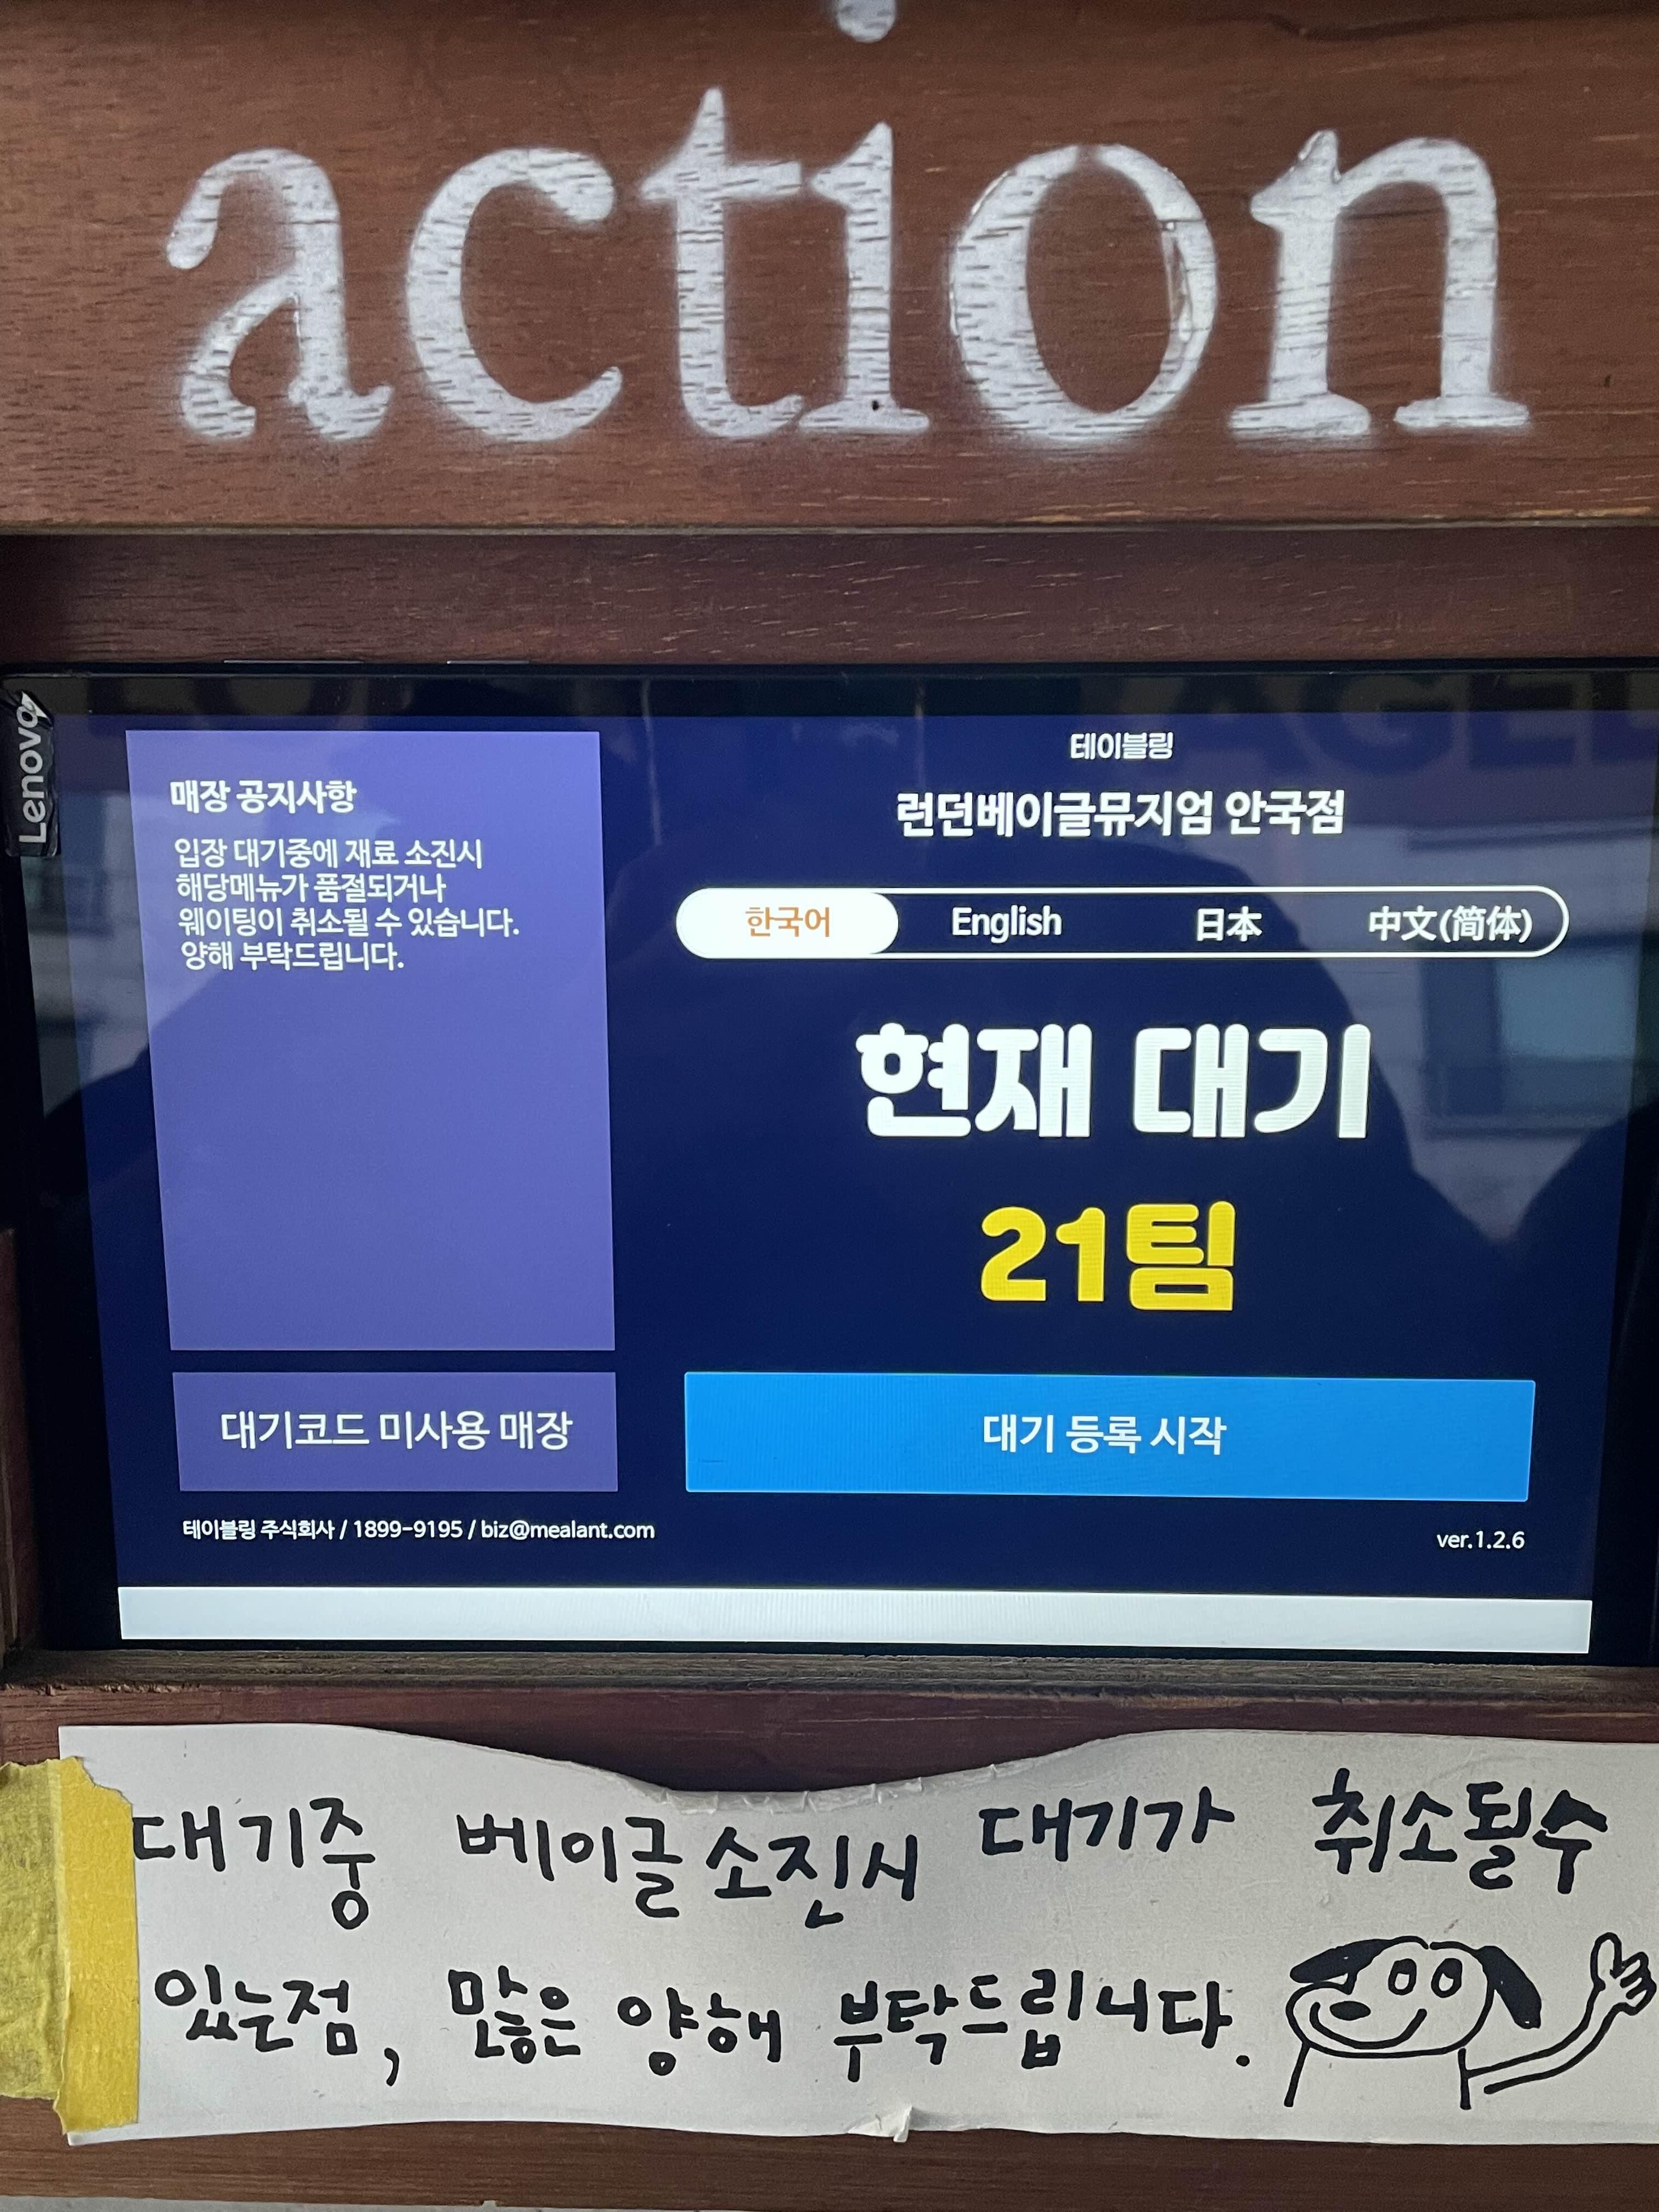 action
Lenovo
매장 공지사항
입장 대기중에 재료 소진시
해당메뉴가 품절되거나
웨이팅이 취소될 수 있습니다.
양해 부탁드립니다.
대기코드 미사용 매장
테이블링 주식회사 / 1899-9195 / biz@mealant.com
테이블링
런던베이글뮤지엄 안국점
한국어 English 日本 中文(简体)
현재 대기
21팀
대기 등록 시작
ver.1.2.6
대기중 베이글 소진시 대기가 취소될수
있는점, 많은 양해 부탁드립니다.